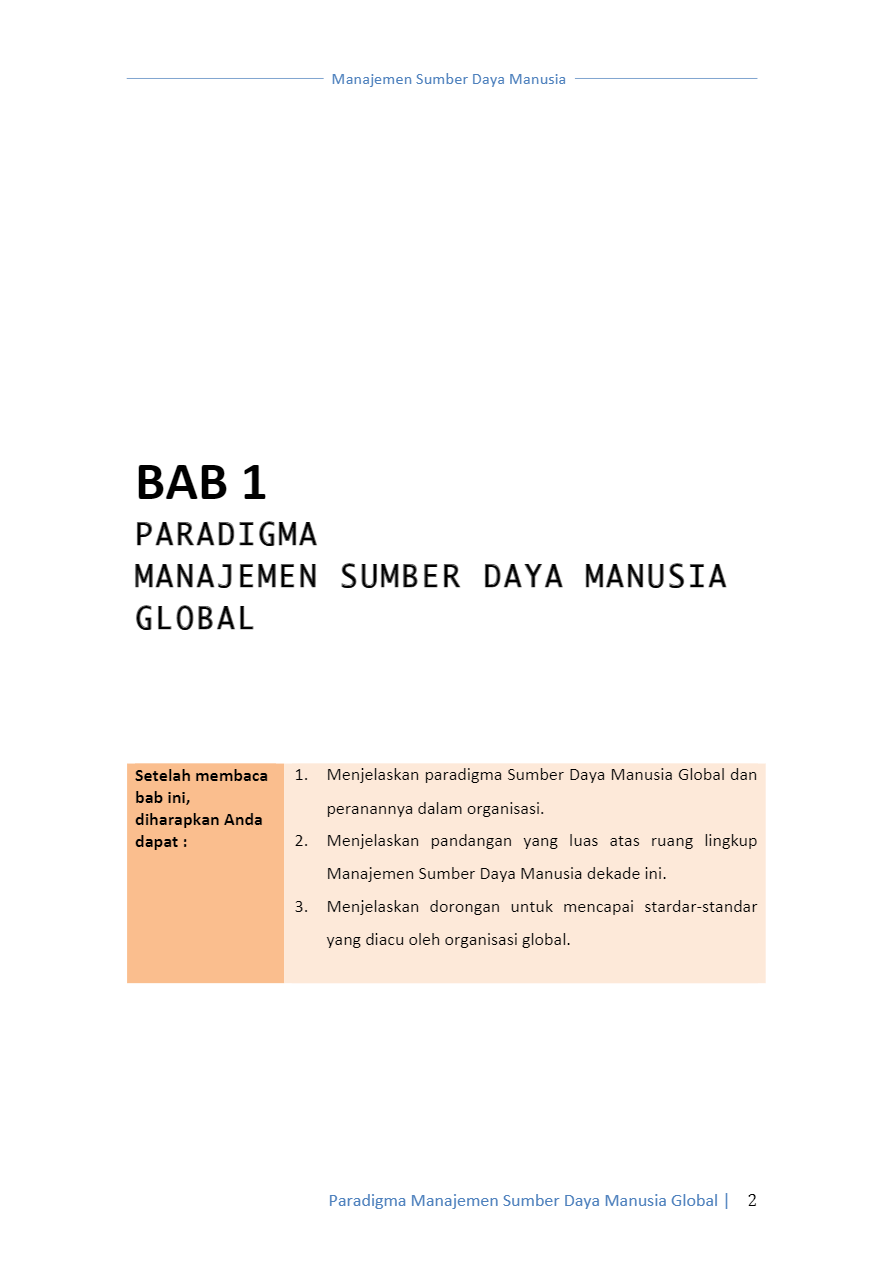 Manajemen Sumber Daya Manusia
BAB 1
PARADIGMA
MANAJEMEN SUMBER DAYA MANUSIA
GLOBAL
Setelah membaca
bab ini,
diharapkan Anda
dapat :
1. Menjelaskan paradigma Sumber Daya Manusia Global dan
peranannya dalam organisasi.
2. Menjelaskan pandangan yang luas atas ruang lingkup
Manajemen Sumber Daya Manusia dekade ini.
3. Menjelaskan dorongan untuk mencapai stardar-standar
yang diacu oleh organisasi global.
Paradigma Manajemen Sumber Daya Manusia Global | 2